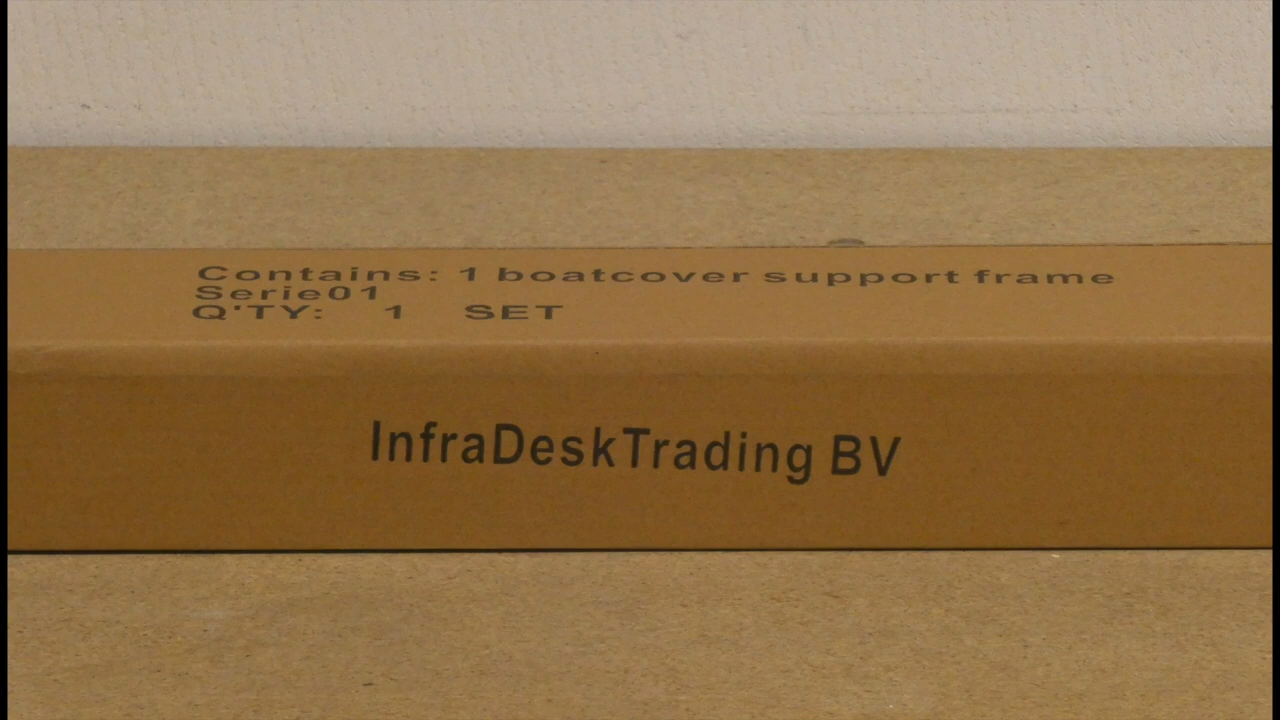 Contains: 1 boatcover support frame
Serie01
Q'TY: 1 SET
InfraDeskTrading BV